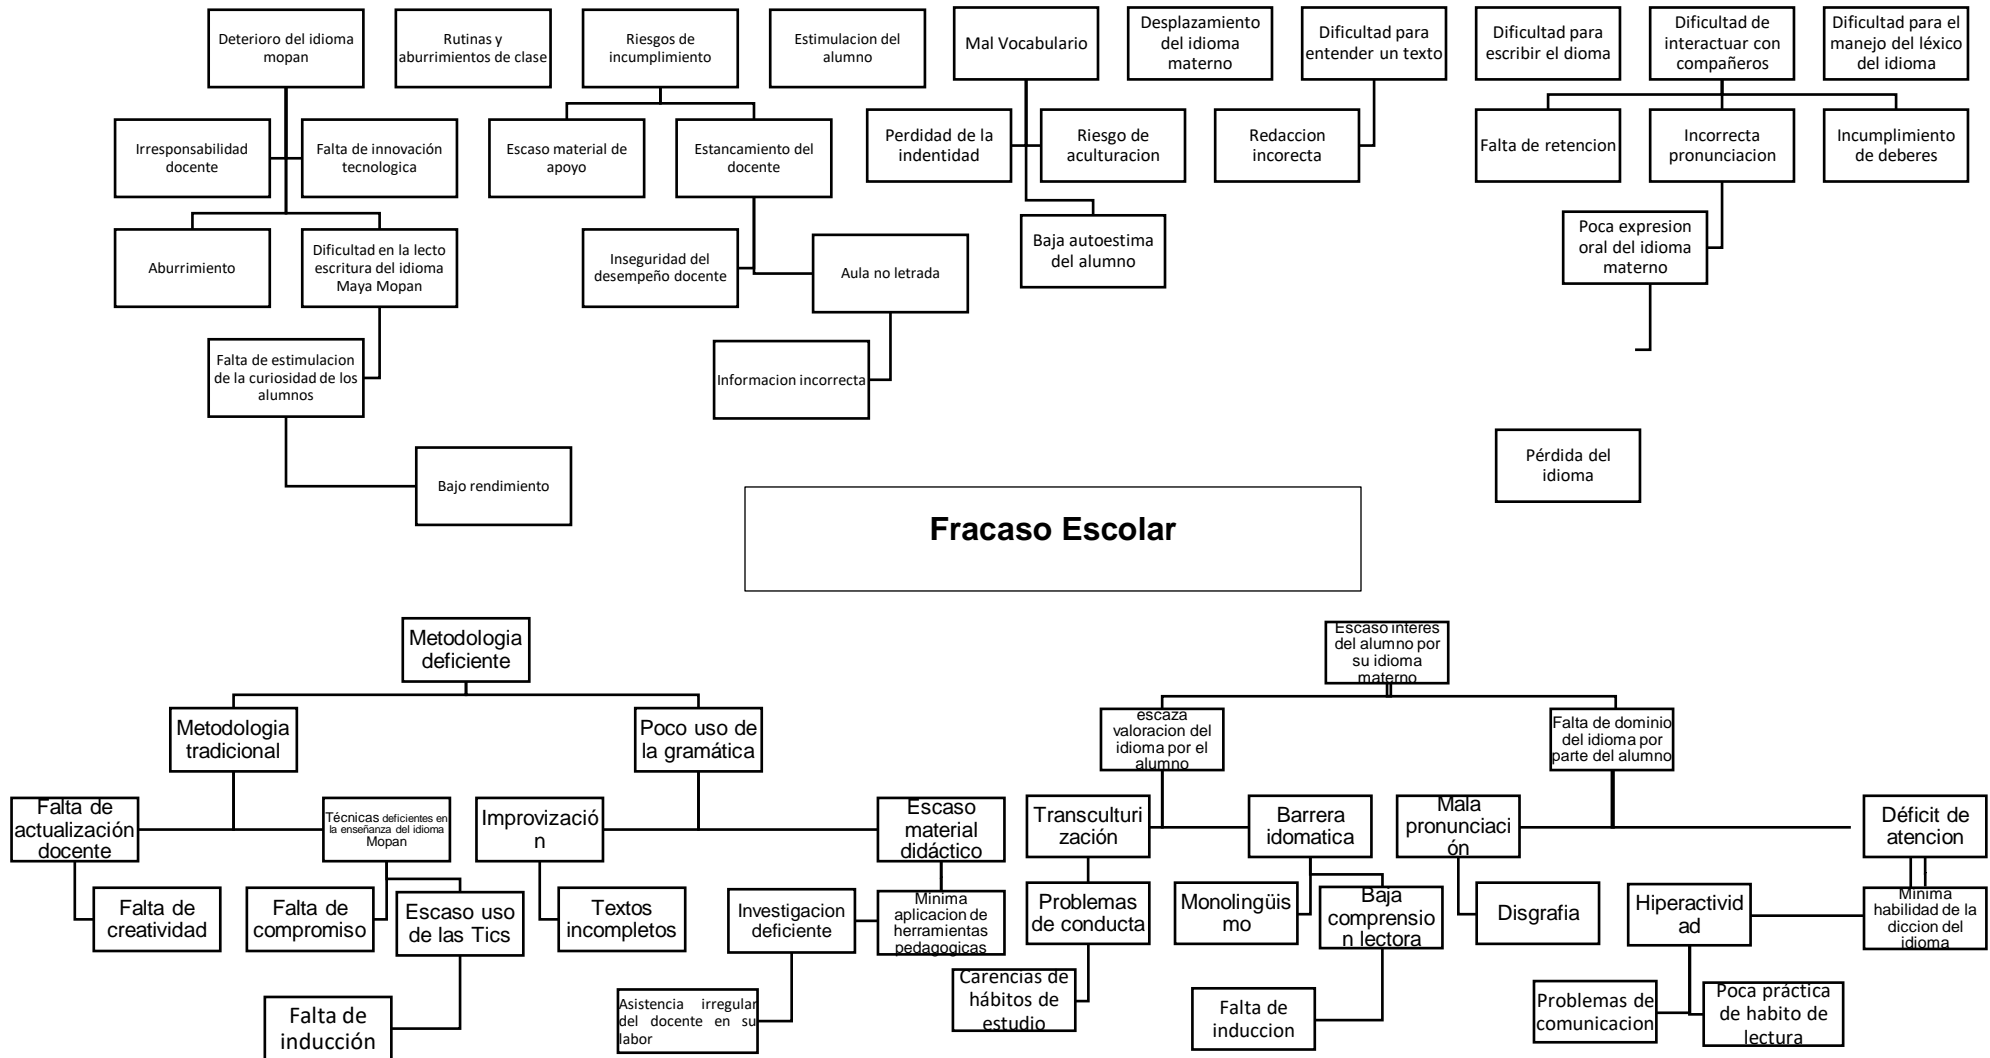 Deterioro del idioma
mopan
Rutinas y
aburrimientos de clase
Riesgos de
incumplimiento
Estimulacion del
alumno
Mal Vocabulario
Desplazamiento
del idioma
materno
Dificultad para
entender un texto
Dificultad para
escribir el dioma
Dificultad de
interactuar con
compañeros
Dificultad para el
manejo del léxico
del idioma
Irresponsabilidad
docente
Falta de innovación
tecnologica
Escaso material de
apoyo
Estancamiento del
docente
Perdidad de la
indentidad
Riesgo de
aculturacion
Redaccion
incorecta
Falta de retencion
Incorrecta
pronunciacion
Incumplimiento
de deberes
Aburrimiento
Dificultad en la lecto
escritura del idioma
Maya Mopan
Inseguridad del
desempeño docente
Aula no letrada
Baja autoestima
del alumno
Poca expresion
oral del idioma
materno
Falta de estimulacion
de la curiosidad de los
alumnos
Informacion incorrecta
Bajo rendimiento
Pérdida del
idioma
Fracaso Escolar
Metodologia
deficiente
Escaso interes
del alumno por
su idioma
materno
Metodologia
tradicional
Poco uso de
la gramática
escaza
valoracion del
idioma por el
alumno
Falta de dominio
del idioma por
parte del alumno
Falta de
actualización
docente
Técnicas deficientes en
la enseñanza del idioma
Mopan
Improvizació
n
Escaso
material
didáctico
Transculturi
zación
Barrera
idomatica
Mala
pronunciaci
ón
Déficit de
atencion
Falta de
creatividad
Falta de
compromiso
Escaso uso
de las Tics
Textos
incompletos
Investigacion
deficiente
Minima
aplicacion de
herramientas
pedagogicas
Problemas
de conducta
Monolingüis
mo
Baja
comprensio
n lectora
Disgrafia
Hiperactivid
ad
Minima
habilidad de la
diccion del
idioma
Falta de
inducción
Asistencia irregular
del docente en su
labor
Carencias de
hábitos de
estudio
Falta de
induccion
Problemas de
comunicacion
Poca práctica
de habito de
lectura